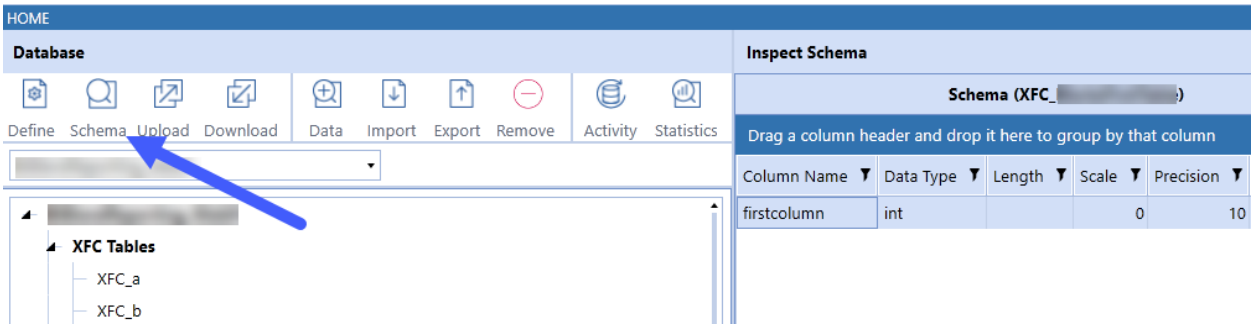 HOME
Database
Define Schema Upload Download Data Import Export Remove Activity Statistics
XFC Tables
XFC_a
XFC_b
Inspect Schema
Schema (XFC_ )
Drag a column header and drop it here to group by that column
Column Name Data Type Length Scale Precision
firstcolumn int 0 10